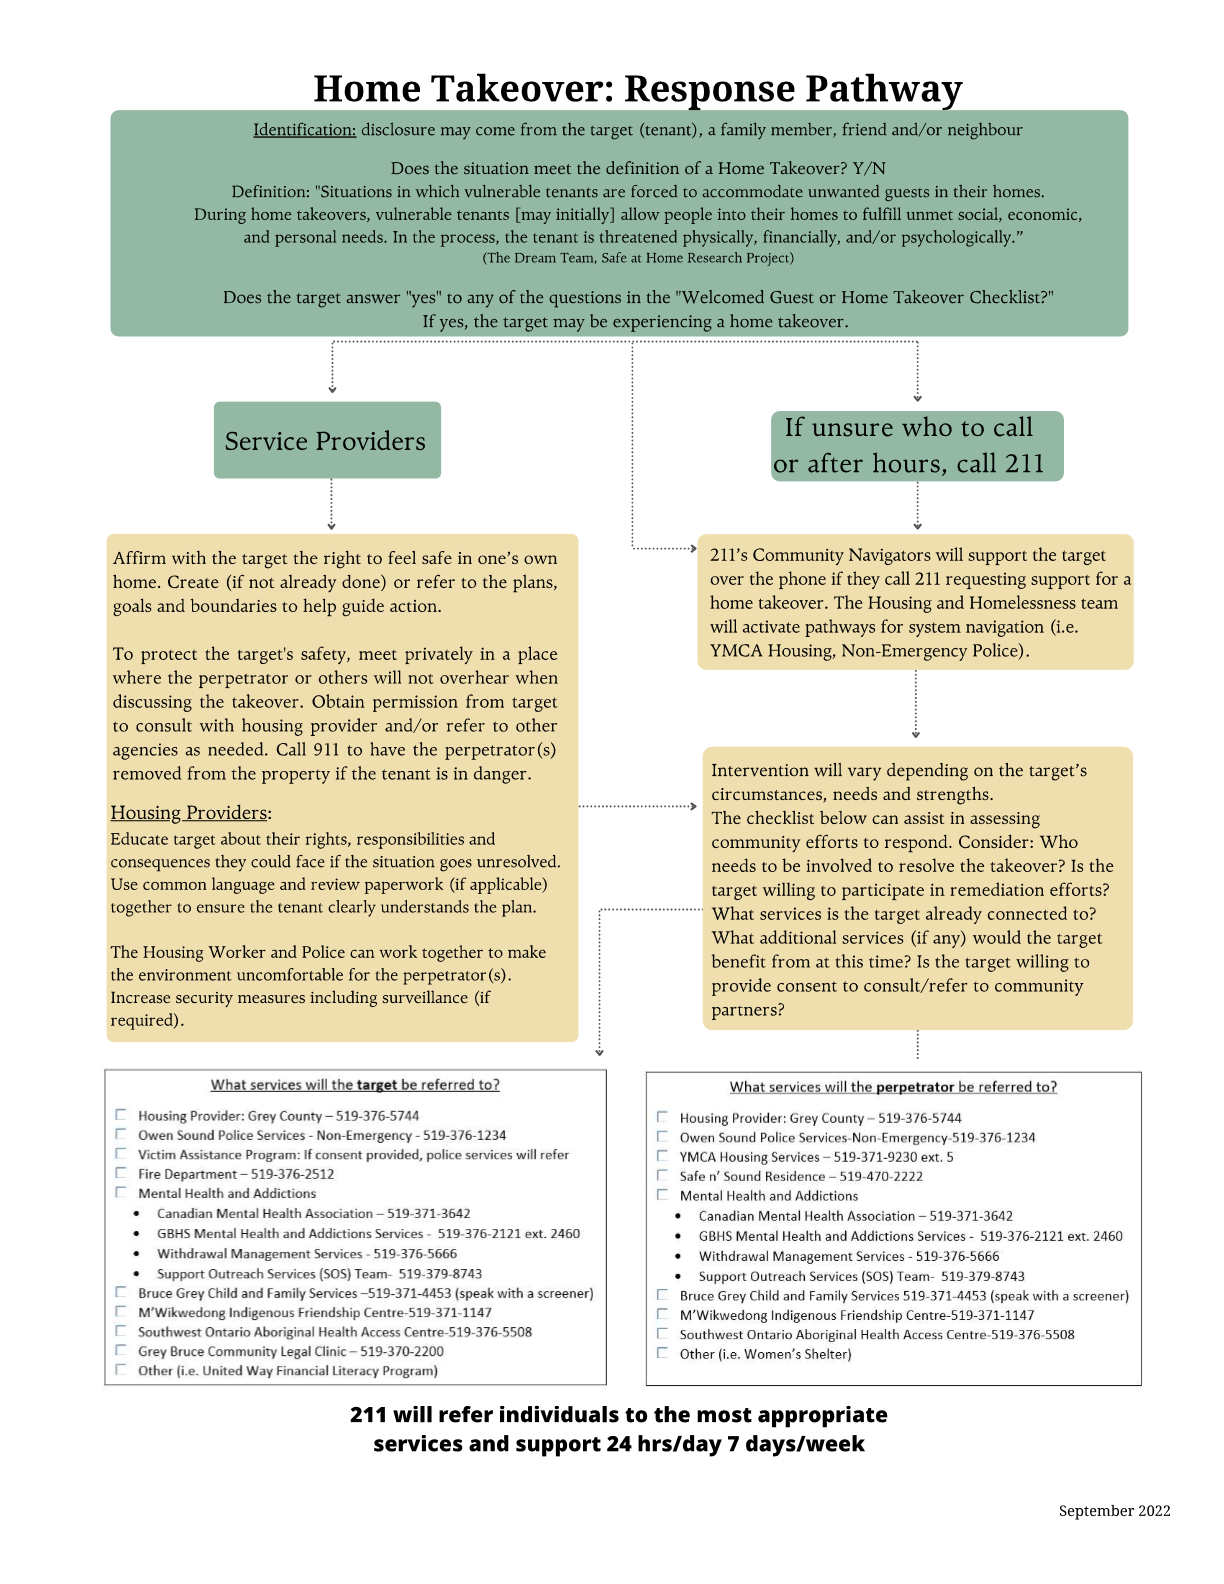 Home Takeover: Response Pathway
Identification: disclosure may come from the target (tenant), a family member, friend and/or neighbour
Does the situation meet the definition of a Home Takeover? Y/N
Definition: "Situations in which vulnerable tenants are forced to accommodate unwanted guests in their homes.
During home takeovers, vulnerable tenants [may initially] allow people into their homes to fulfill unmet social, economic,
and personal needs. In the process, the tenant is threatened physically, financially, and/or psychologically.”
(The Dream Team, Safe at Home Research Project)
Does the target answer "yes" to any of the questions in the "Welcomed Guest or Home Takeover Checklist?"
If yes, the target may be experiencing a home takeover.
Service Providers
If unsure who to call
or after hours, call 211
Affirm with the target the right to feel safe in one’s own
home. Create (if not already done) or refer to the plans,
goals and boundaries to help guide action.
To protect the target's safety, meet privately in a place
where the perpetrator or others will not overhear when
discussing the takeover. Obtain permission from target
to consult with housing provider and/or refer to other
agencies as needed. Call 911 to have the perpetrator(s)
removed from the property if the tenant is in danger.
Housing Providers:
Educate target about their rights, responsibilities and
consequences they could face if the situation goes unresolved.
Use common language and review paperwork (if applicable)
together to ensure the tenant clearly understands the plan.
The Housing Worker and Police can work together to make
the environment uncomfortable for the perpetrator(s).
Increase security measures including surveillance (if
required).
211’s Community Navigators will support the target
over the phone if they call 211 requesting support for a
home takeover. The Housing and Homelessness team
will activate pathways for system navigation (i.e.
YMCA Housing, Non-Emergency Police).
Intervention will vary depending on the target’s
circumstances, needs and strengths.
The checklist below can assist in assessing
community efforts to respond. Consider: Who
needs to be involved to resolve the takeover? Is the
target willing to participate in remediation efforts?
What services is the target already connected to?
What additional services (if any) would the target
benefit from at this time? Is the target willing to
provide consent to consult/refer to community
partners?
What services will the target be referred to?
Housing Provider: Grey County – 519-376-5744
Owen Sound Police Services - Non-Emergency - 519-376-1234
Victim Assistance Program: If consent provided, police services will refer
Fire Department – 519-376-2512
Mental Health and Addictions
• Canadian Mental Health Association – 519-371-3642
• GBHS Mental Health and Addictions Services - 519-376-2121 ext. 2460
• Withdrawal Management Services - 519-376-5666
• Support Outreach Services (SOS) Team- 519-379-8743
Bruce Grey Child and Family Services –519-371-4453 (speak with a screener)
M’Wikwedong Indigenous Friendship Centre-519-371-1147
Southwest Ontario Aboriginal Health Access Centre-519-376-5508
Grey Bruce Community Legal Clinic – 519-370-2200
Other (i.e. United Way Financial Literacy Program)
What services will the perpetrator be referred to?
Housing Provider: Grey County – 519-376-5744
Owen Sound Police Services-Non-Emergency-519-376-1234
YMCA Housing Services – 519-371-9230 ext. 5
Safe n’ Sound Residence – 519-470-2222
Mental Health and Addictions
• Canadian Mental Health Association – 519-371-3642
• GBHS Mental Health and Addictions Services - 519-376-2121 ext. 2460
• Withdrawal Management Services - 519-376-5666
• Support Outreach Services (SOS) Team- 519-379-8743
Bruce Grey Child and Family Services 519-371-4453 (speak with a screener)
M’Wikwedong Indigenous Friendship Centre-519-371-1147
Southwest Ontario Aboriginal Health Access Centre-519-376-5508
Other (i.e. Women’s Shelter)
211 will refer individuals to the most appropriate
services and support 24 hrs/day 7 days/week
September 2022